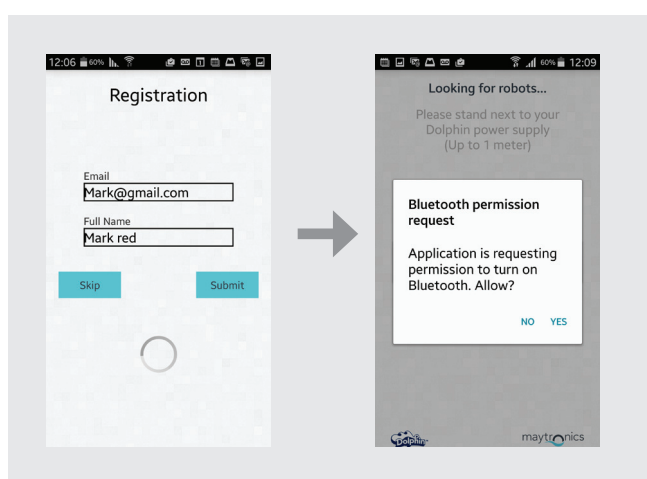 12:06 60%
Registration
Email
Mark@gmail.com
Full Name
Mark red
Skip Submit
60% 12:09
Looking for robots...
Please stand next to your
Dolphin power supply
(Up to 1 meter)
Bluetooth permission
request
Application is requesting
permission to turn on
Bluetooth. Allow?
NO YES
Dolphin maytronics